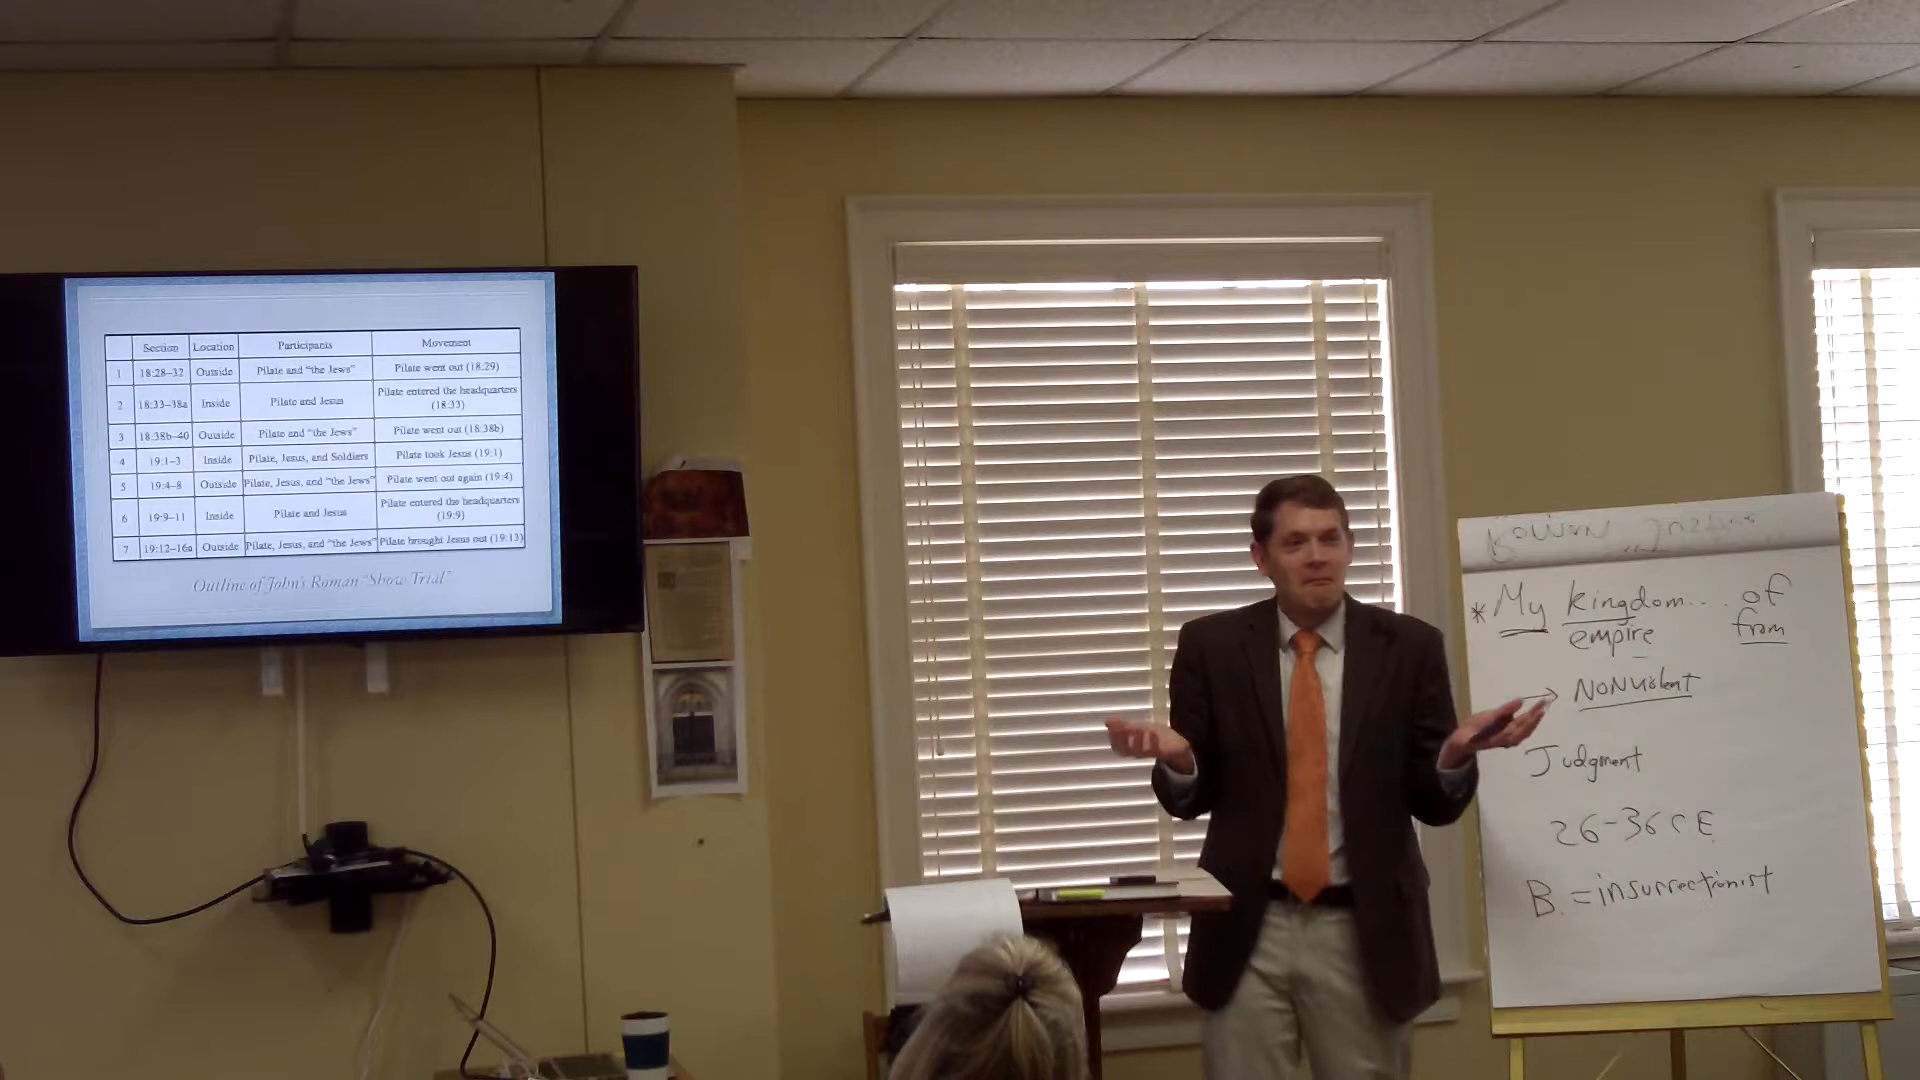 Section Location Participants Movement
1 18:28–32 Outside Pilate and "the Jews" Pilate went out (18:29)
2 18:33–38a Inside Pilate and Jesus Pilate entered the headquarters
(18:33)
3 18:38b–40 Outside Pilate and "the Jews" Pilate went out (18:38b)
4 19:1–3 Inside Pilate, Jesus, and Soldiers Pilate took Jesus (19:1)
5 19:4–8 Outside Pilate, Jesus, and "the Jews" Pilate went out again (19:4)
6 19:9–11 Inside Pilate and Jesus Pilate entered the headquarters
(19:9)
7 19:12–16a Outside Pilate, Jesus, and "the Jews" Pilate brought Jesus out (19:13)
Outline of John's Roman "Show Trial"
* My kingdom... of
empire from
→ NONviolent
Judgment
26-36 CE
B. = insurrectionist